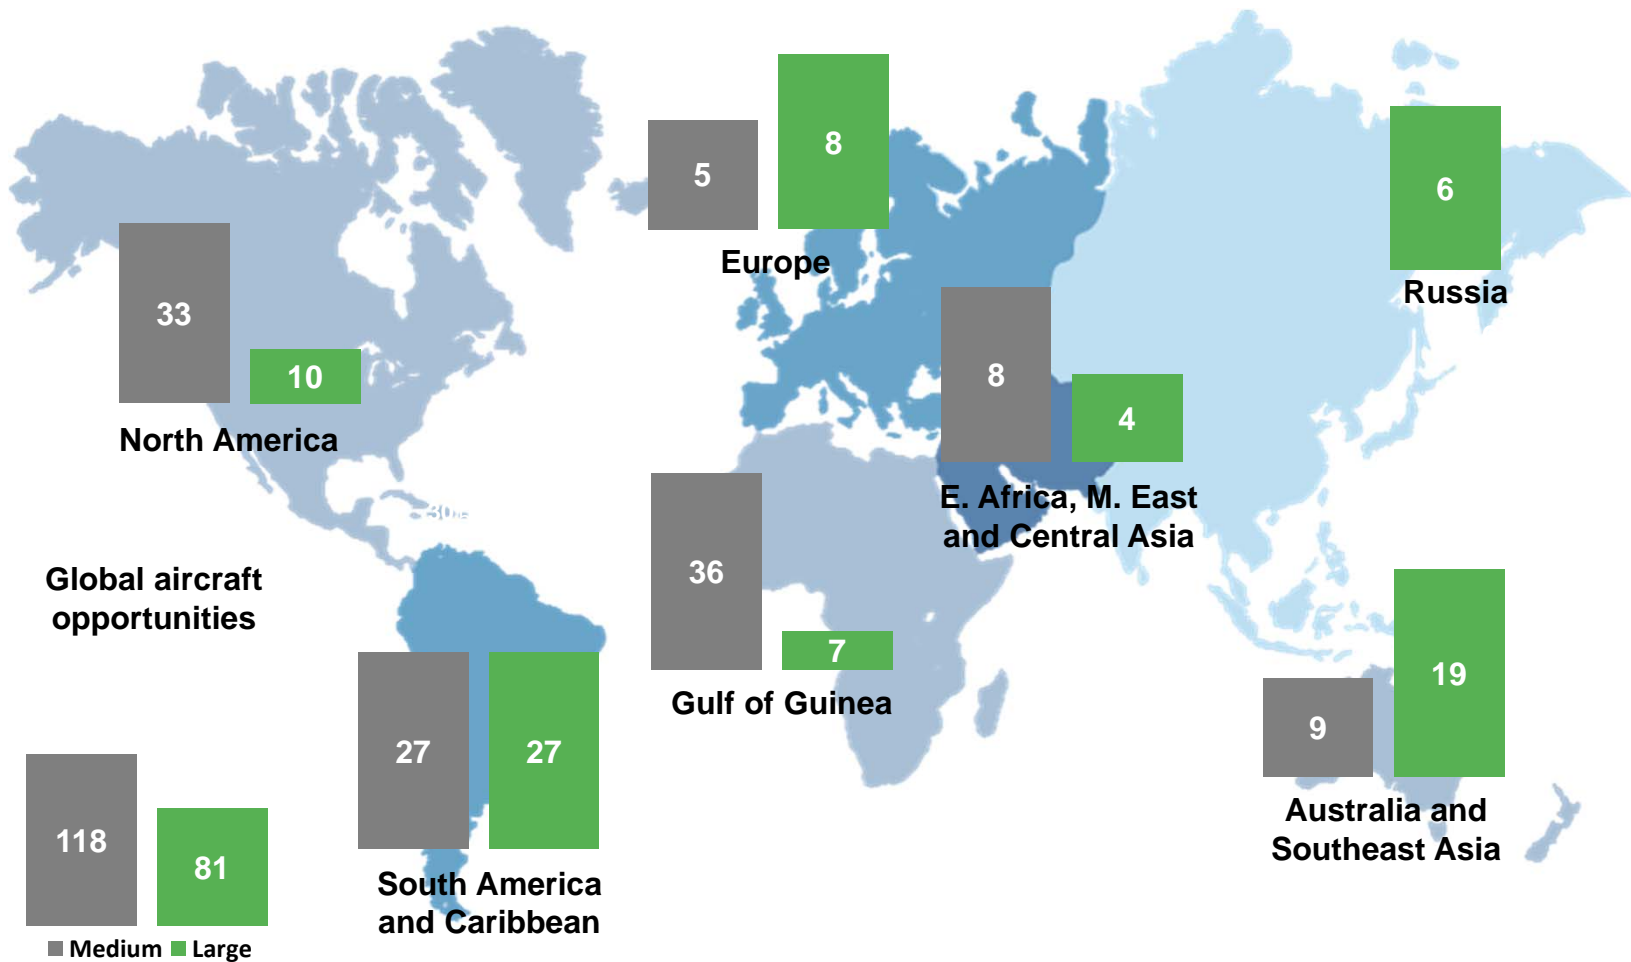 8
5
6
Europe
Russia
33
10
8
4
North America
E. Africa, M. East
and Central Asia
36
7
Gulf of Guinea
Global aircraft
opportunities
27
27
19
9
Australia and
Southeast Asia
118
81
South America
and Caribbean
Medium Large